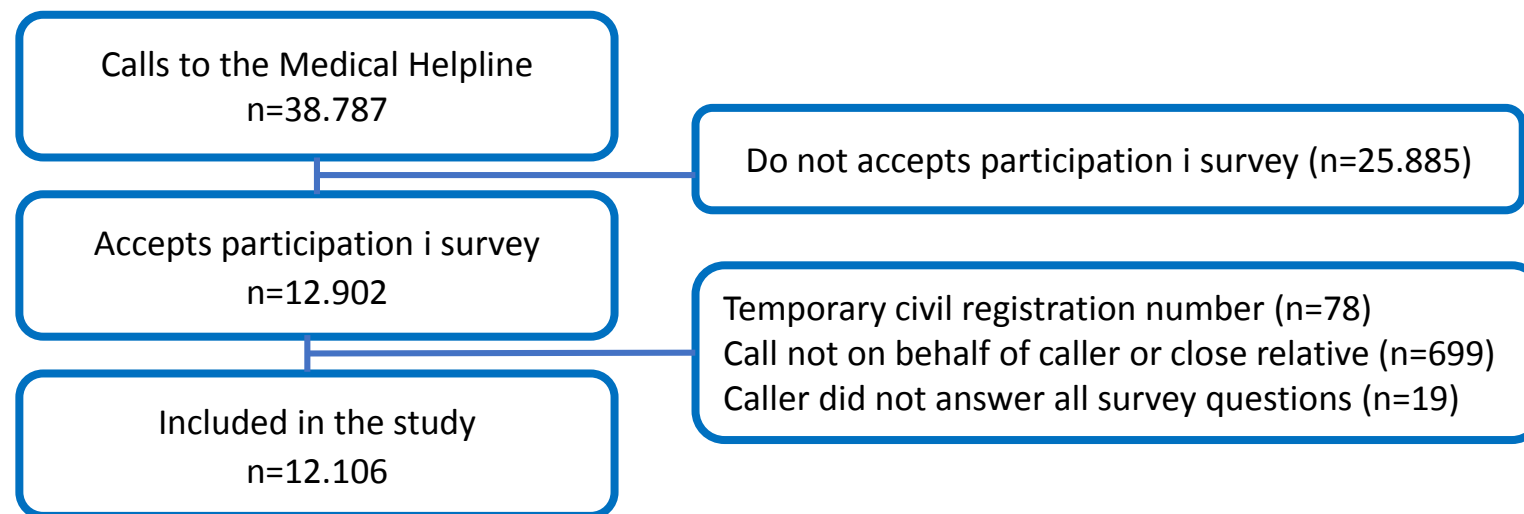 Calls to the Medical Helpline
n=38.787
Do not accepts participation i survey (n=25.885)
Accepts participation i survey
n=12.902
Temporary civil registration number (n=78)
Call not on behalf of caller or close relative (n=699)
Caller did not answer all survey questions (n=19)
Included in the study
n=12.106